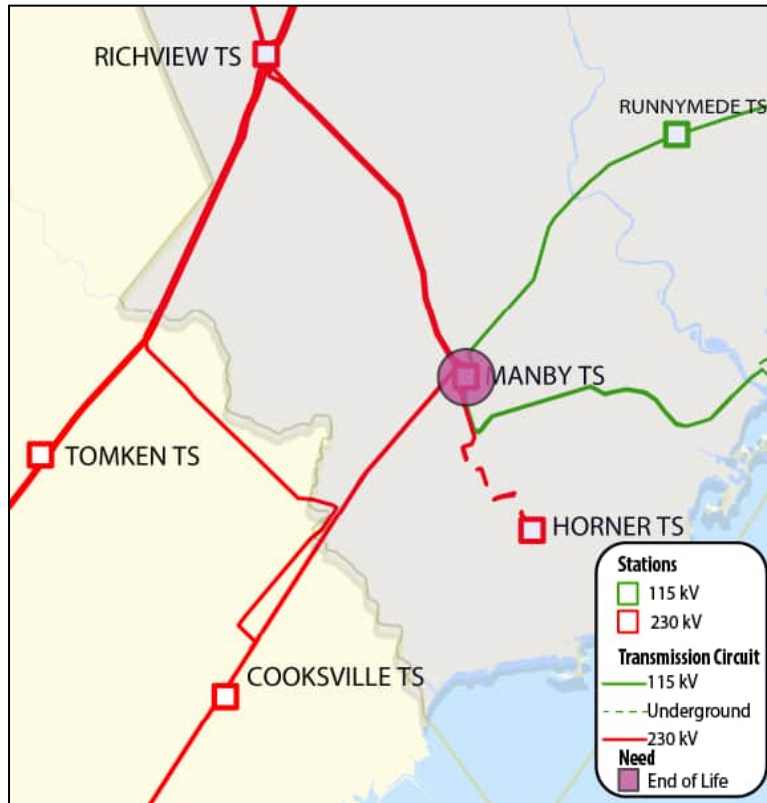 RICHVIEW TS
RUNNYMEDE TS
MANBY TS
TOMKEN TS
HORNER TS
COOKSVILLE TS
Stations
115 kV
230 kV
Transmission Circuit
115 kV
Underground
230 kV
Need
End of Life